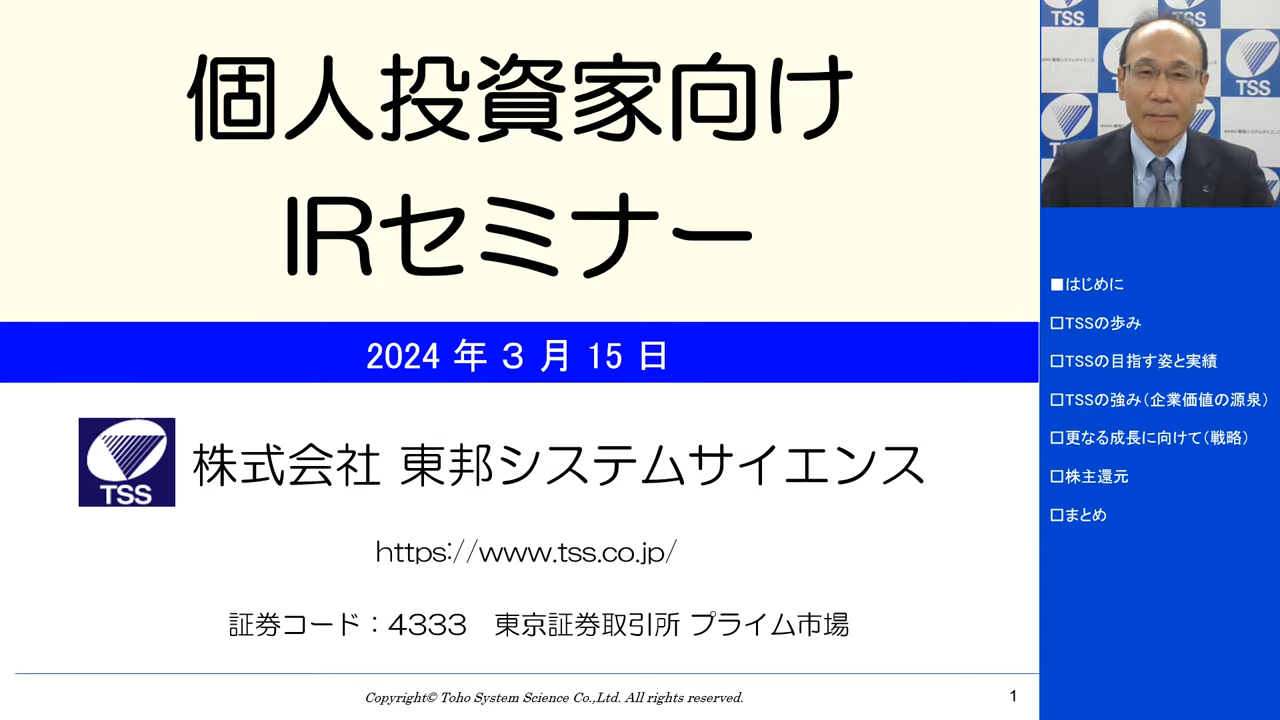 個人投資家向け
IRセミナー
2024 年 3 月 15 日
TSS
株式会社 東邦システムサイエンス
https://www.tss.co.jp/
証券コード：4333 東京証券取引所 プライム市場
Copyright© Toho System Science Co.,Ltd. All rights reserved.
1
TSS
TSS
TSS
■はじめに
□TSSの歩み
□TSSの目指す姿と実績
□TSSの強み（企業価値の源泉）
□更なる成長に向けて（戦略）
□株主還元
□まとめ